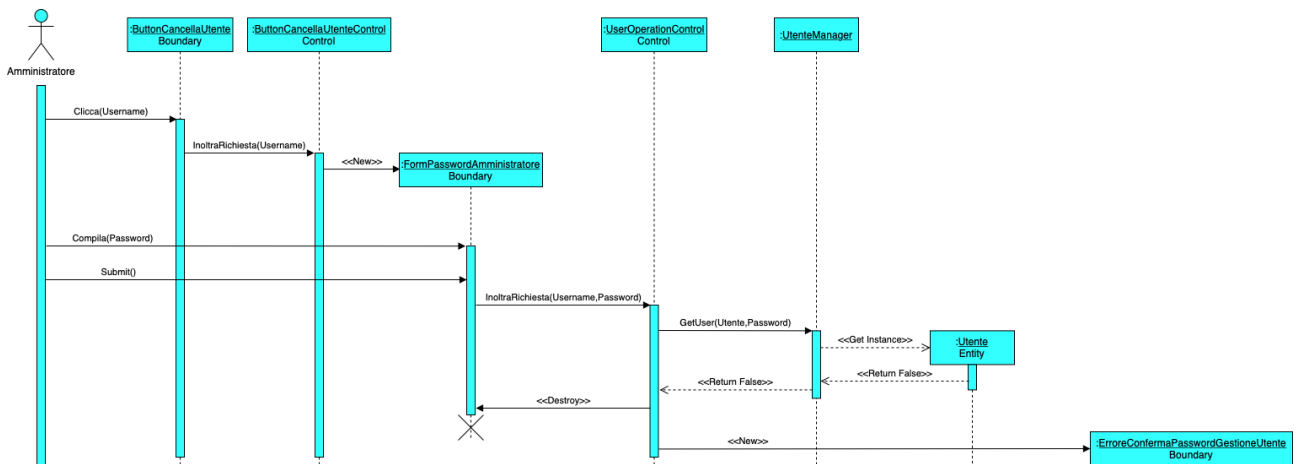 :ButtonCancellaUtente
Boundary
:ButtonCancellaUtenteControl
Control
:UserOperationControl
Control
:UtenteManager
Amministratore
Clicca(Username)
InoltraRichiesta(Username)
<<New>>
:FormPasswordAmministratore
Boundary
Compila(Password)
Submit()
InoltraRichiesta(Username,Password)
GetUser(Utente,Password)
<<Get Instance>>
:Utente
Entity
<<Return False>>
<<Return False>>
<<Destroy>>
<<New>>
:ErroreConfermaPasswordGestioneUtente
Boundary